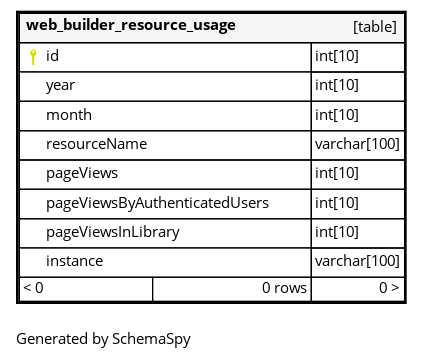 web_builder_resource_usage [table]
id int[10]
year int[10]
month int[10]
resourceName varchar[100]
pageViews int[10]
pageViewsByAuthenticatedUsers int[10]
pageViewsInLibrary int[10]
instance varchar[100]
< 0 0 rows 0 >
Generated by SchemaSpy